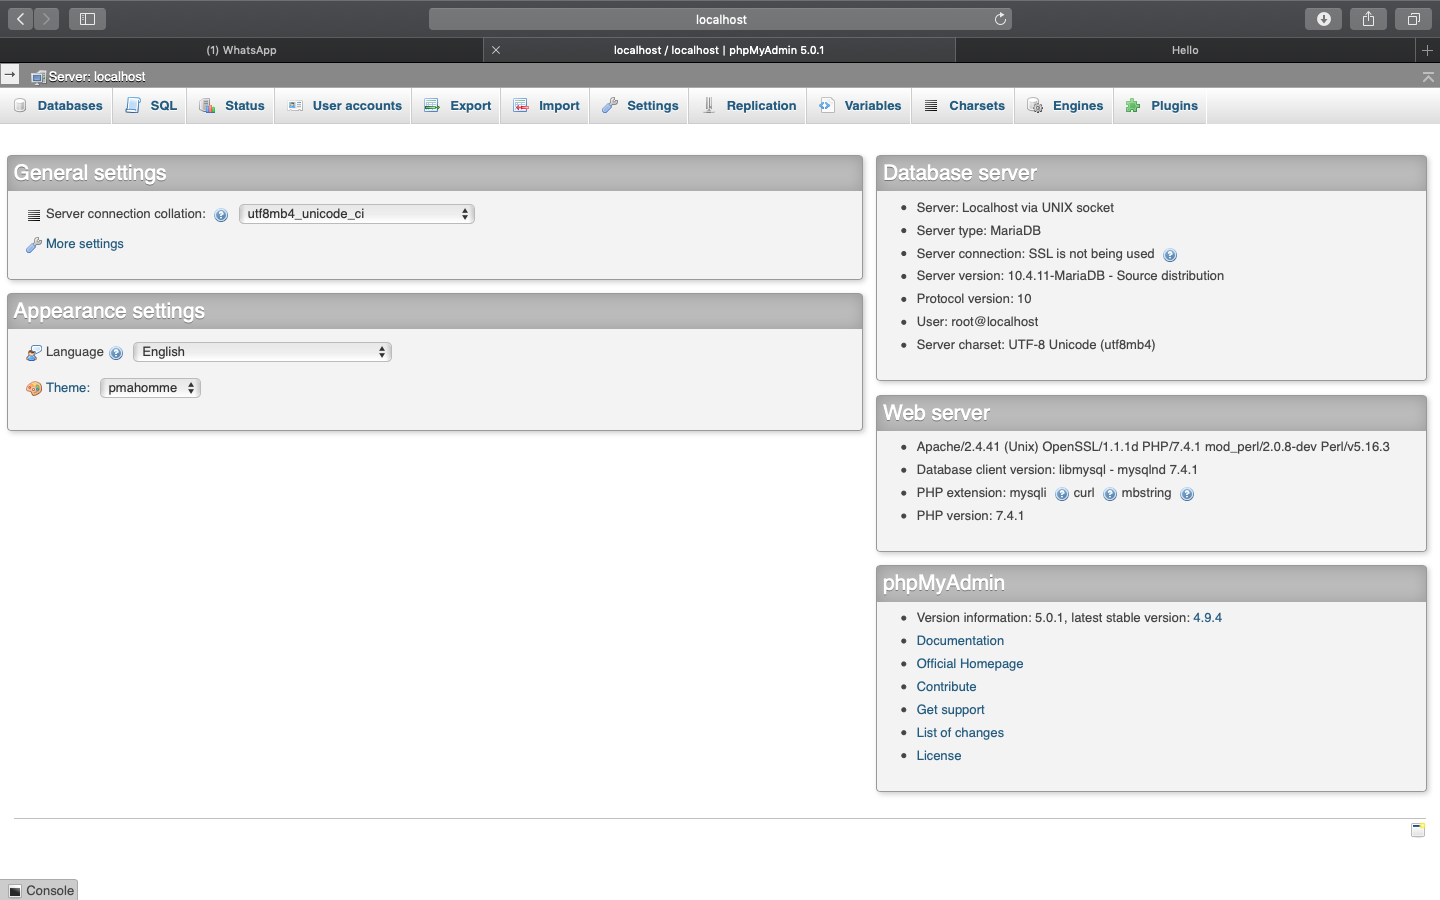 localhost
(1) WhatsApp
localhost / localhost | phpMyAdmin 5.0.1
Hello
Server: localhost
Databases SQL Status User accounts Export Import Settings Replication Variables Charsets Engines Plugins
General settings
Server connection collation: utf8mb4_unicode_ci
More settings
Appearance settings
Language English
Theme: pmahomme
Database server
Server: Localhost via UNIX socket
Server type: MariaDB
Server connection: SSL is not being used
Server version: 10.4.11-MariaDB - Source distribution
Protocol version: 10
User: root@localhost
Server charset: UTF-8 Unicode (utf8mb4)
Web server
Apache/2.4.41 (Unix) OpenSSL/1.1.1d PHP/7.4.1 mod_perl/2.0.8-dev Perl/v5.16.3
Database client version: libmysql - mysqlnd 7.4.1
PHP extension: mysqli curl mbstring
PHP version: 7.4.1
phpMyAdmin
Version information: 5.0.1, latest stable version: 4.9.4
Documentation
Official Homepage
Contribute
Get support
List of changes
License
Console